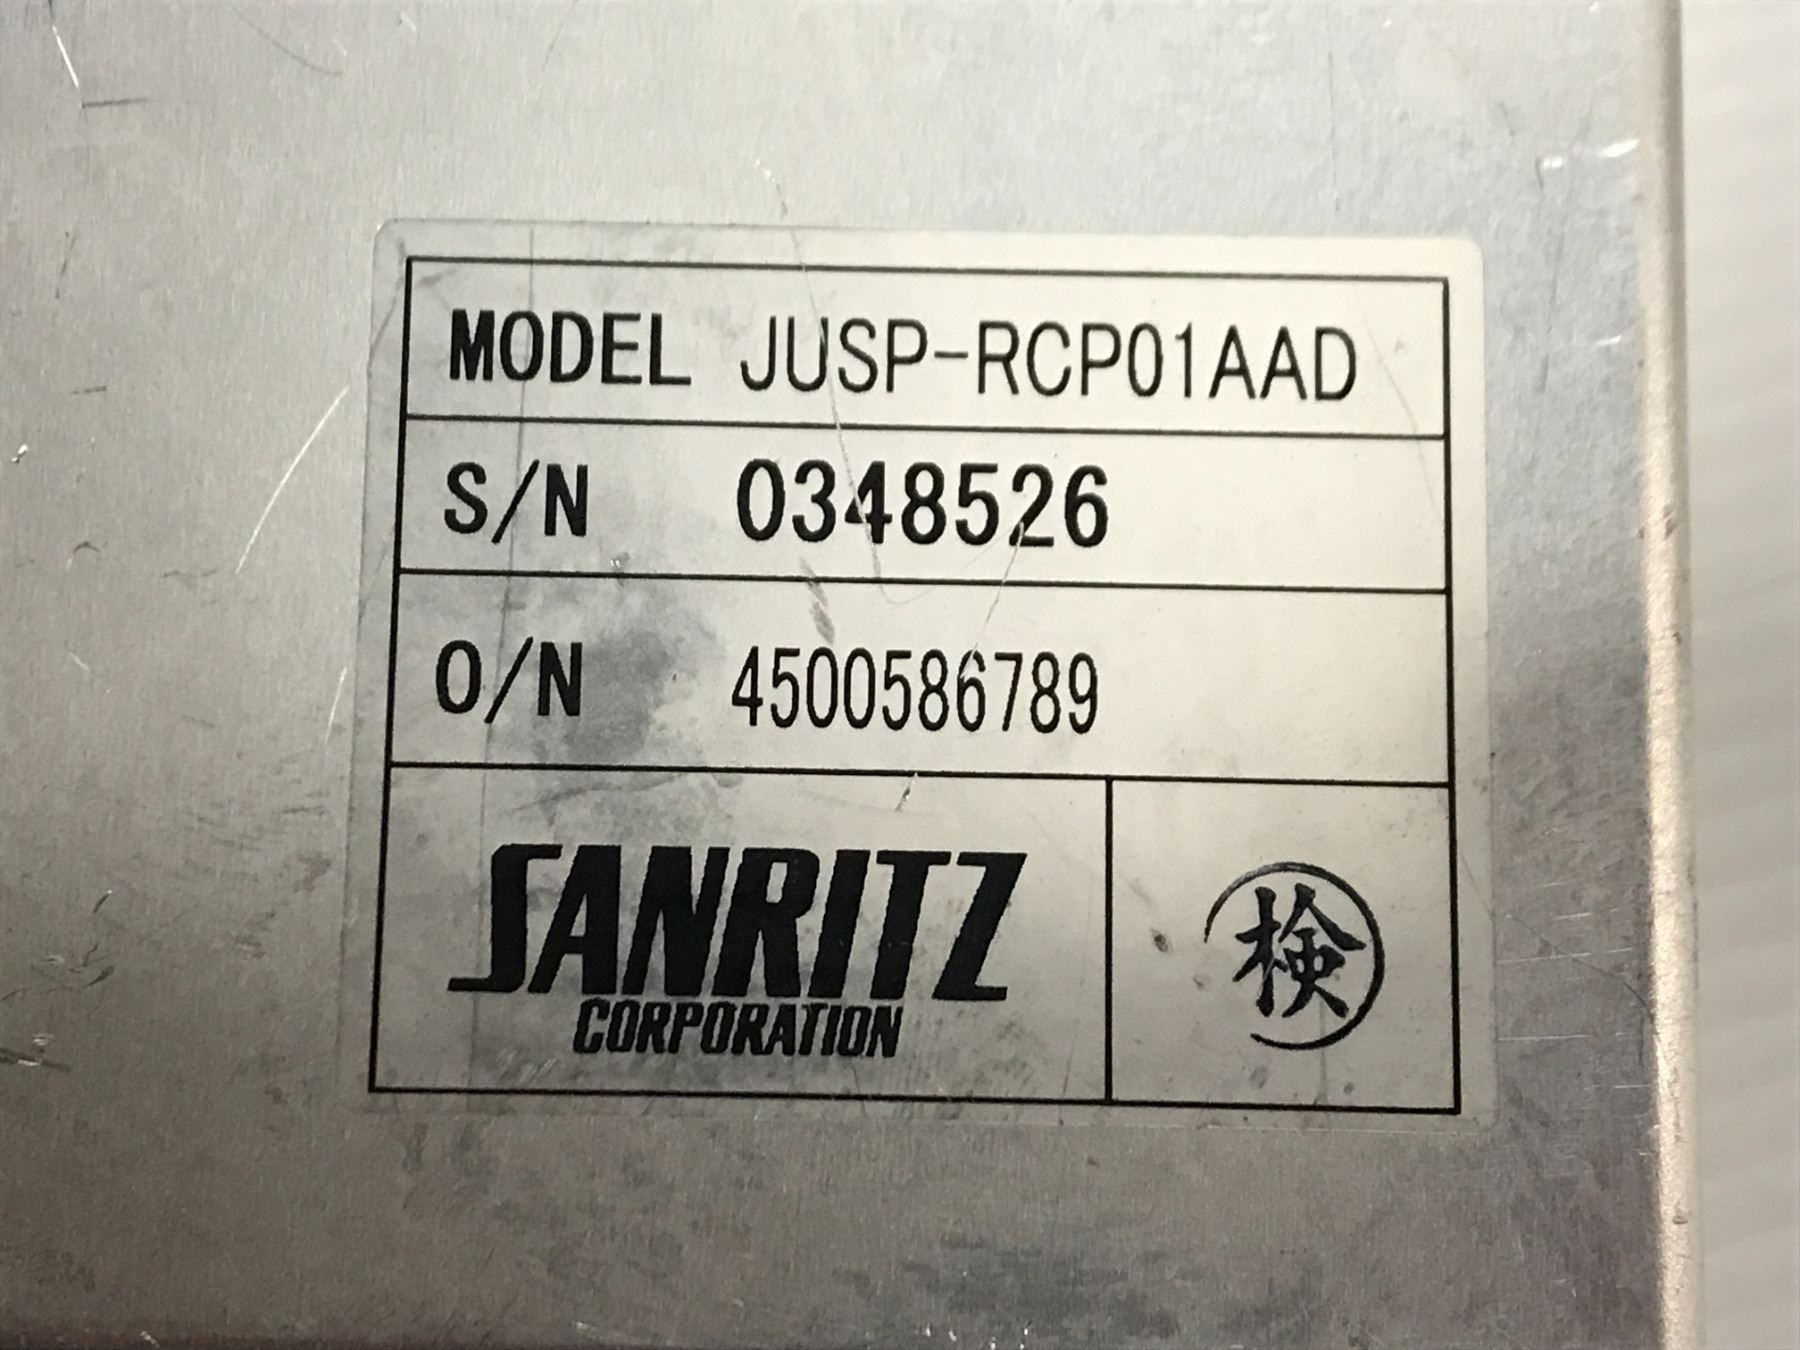 MODEL JUSP-RCP01AAD
S/N 0348526
O/N 4500586789
SANRITZ
CORPORATION
検